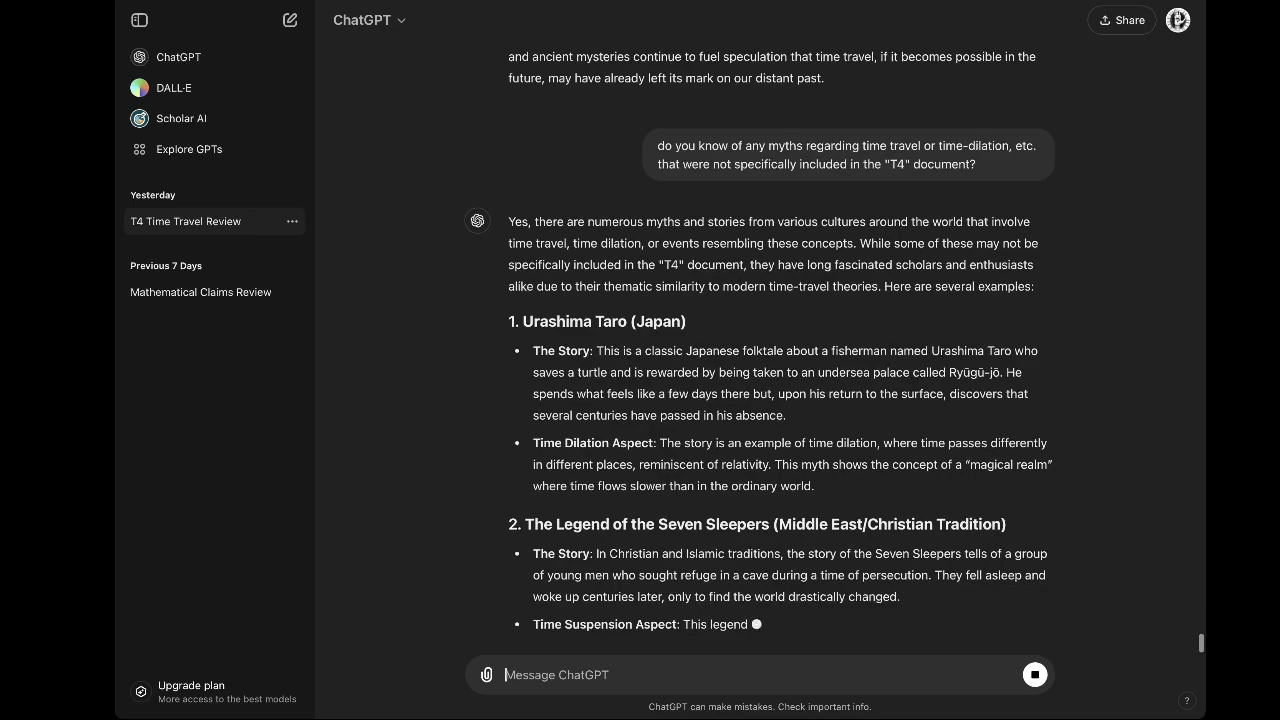 ChatGPT
Share
ChatGPT
DALL·E
Scholar AI
Explore GPTs
Yesterday
T4 Time Travel Review
Previous 7 Days
Mathematical Claims Review
Upgrade plan
More access to the best models
and ancient mysteries continue to fuel speculation that time travel, if it becomes possible in the
future, may have already left its mark on our distant past.
do you know of any myths regarding time travel or time-dilation, etc.
that were not specifically included in the "T4" document?
Yes, there are numerous myths and stories from various cultures around the world that involve
time travel, time dilation, or events resembling these concepts. While some of these may not be
specifically included in the "T4" document, they have long fascinated scholars and enthusiasts
alike due to their thematic similarity to modern time-travel theories. Here are several examples:
1. Urashima Taro (Japan)
• The Story: This is a classic Japanese folktale about a fisherman named Urashima Taro who
saves a turtle and is rewarded by being taken to an undersea palace called Ryūgū-jō. He
spends what feels like a few days there but, upon his return to the surface, discovers that
several centuries have passed in his absence.
• Time Dilation Aspect: The story is an example of time dilation, where time passes differently
in different places, reminiscent of relativity. This myth shows the concept of a “magical realm”
where time flows slower than in the ordinary world.
2. The Legend of the Seven Sleepers (Middle East/Christian Tradition)
• The Story: In Christian and Islamic traditions, the story of the Seven Sleepers tells of a group
of young men who sought refuge in a cave during a time of persecution. They fell asleep and
woke up centuries later, only to find the world drastically changed.
• Time Suspension Aspect: This legend
Message ChatGPT
ChatGPT can make mistakes. Check important info.
?